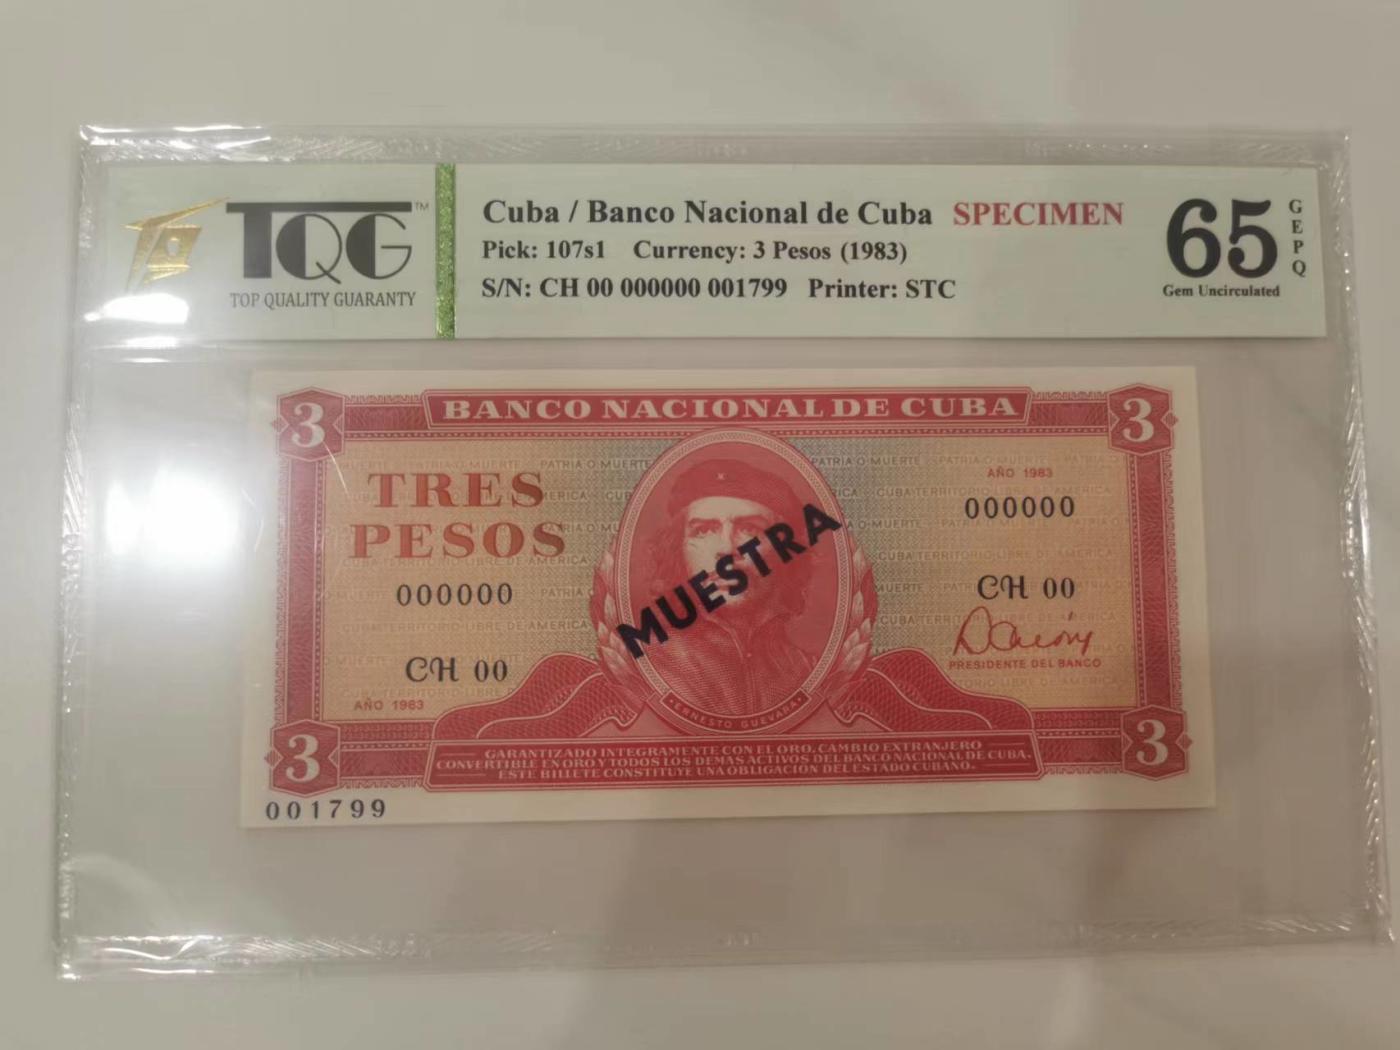 TQG™
TOP QUALITY GUARANTY
Cuba / Banco Nacional de Cuba SPECIMEN
Pick: 107s1 Currency: 3 Pesos (1983)
S/N: CH 00 000000 001799 Printer: STC
65
GEPQ
Gem Uncirculated
3 BANCO NACIONAL DE CUBA 3
TRES
PESOS
000000
CH 00
AÑO 1983
MUESTRA
ERNESTO GUEVARA
AÑO 1983
000000
CH 00
PRESIDENTE DEL BANCO
3 3
GARANTIZADO INTEGRAMENTE CON EL ORO, CAMBIO EXTRANJERO
CONVERTIBLE EN ORO Y TODOS LOS DEMAS ACTIVOS DEL BANCO NACIONAL DE CUBA.
ESTE BILLETE CONSTITUYE UNA OBLIGACION DEL ESTADO CUBANO.
001799